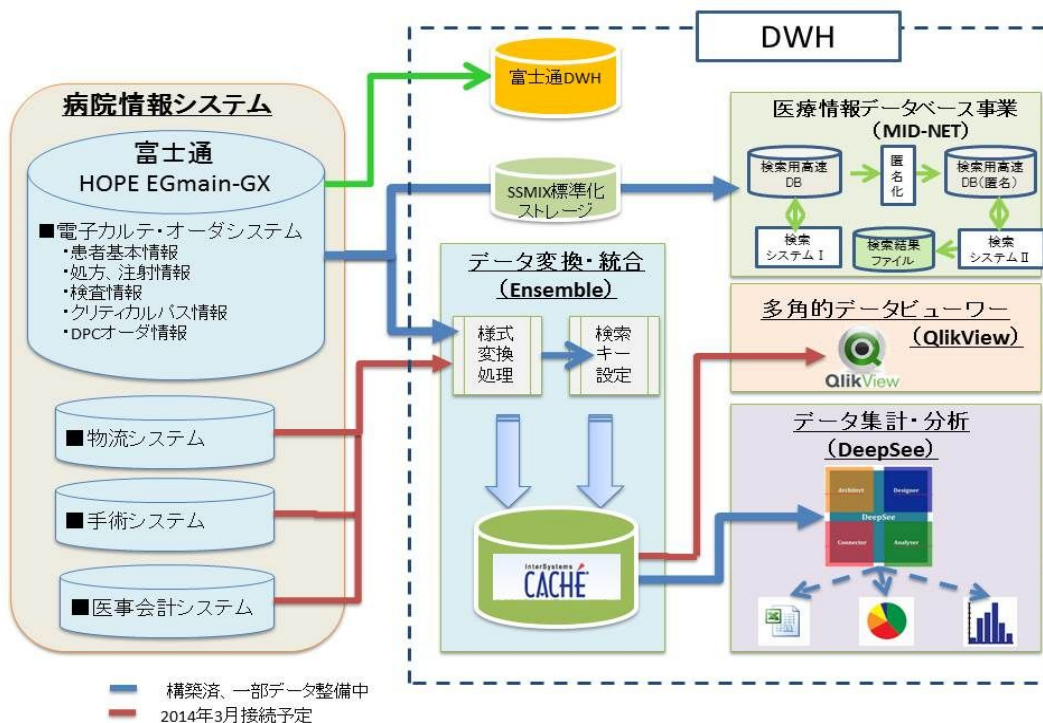 DWH
病院情報システム
富士通
HOPE EGmain-GX
■電子カルテ・オーダシステム
・患者基本情報
・処方、注射情報
・検査情報
・クリティカルパス情報
・DPCオーダ情報
■物流システム
■手術システム
■医事会計システム
富士通DWH
SSMIX標準化
ストレージ
データ変換・統合
(Ensemble)
様式
変換
処理
検索
キー
設定
InterSystems
CACHÉ
医療情報データベース事業
(MID-NET)
検索用高速
DB
匿
名
化
検索用高速
DB(匿名)
検索
システムⅠ
検索結果
ファイル
検索
システムⅡ
多角的データビューワー
(QlikView)
QlikView
データ集計・分析
(DeepSee)
Architect
Designer
DeepSee
Connector
Analyzer
構築済、一部データ整備中
2014年3月接続予定